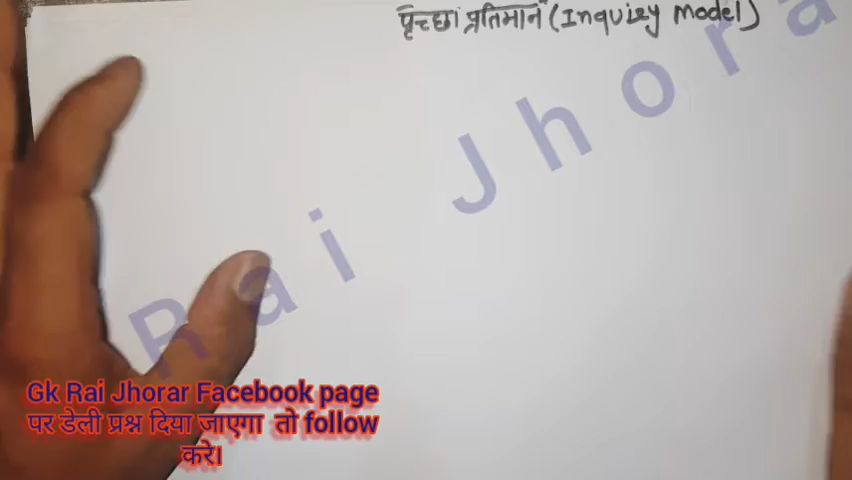 पृच्छा प्रतिमान" (Inquiry Model)
Rai Jhora
Gk Rai Jhorar Facebook page
पर डेली प्रश्न दिया जाएगा तो follow
करे।